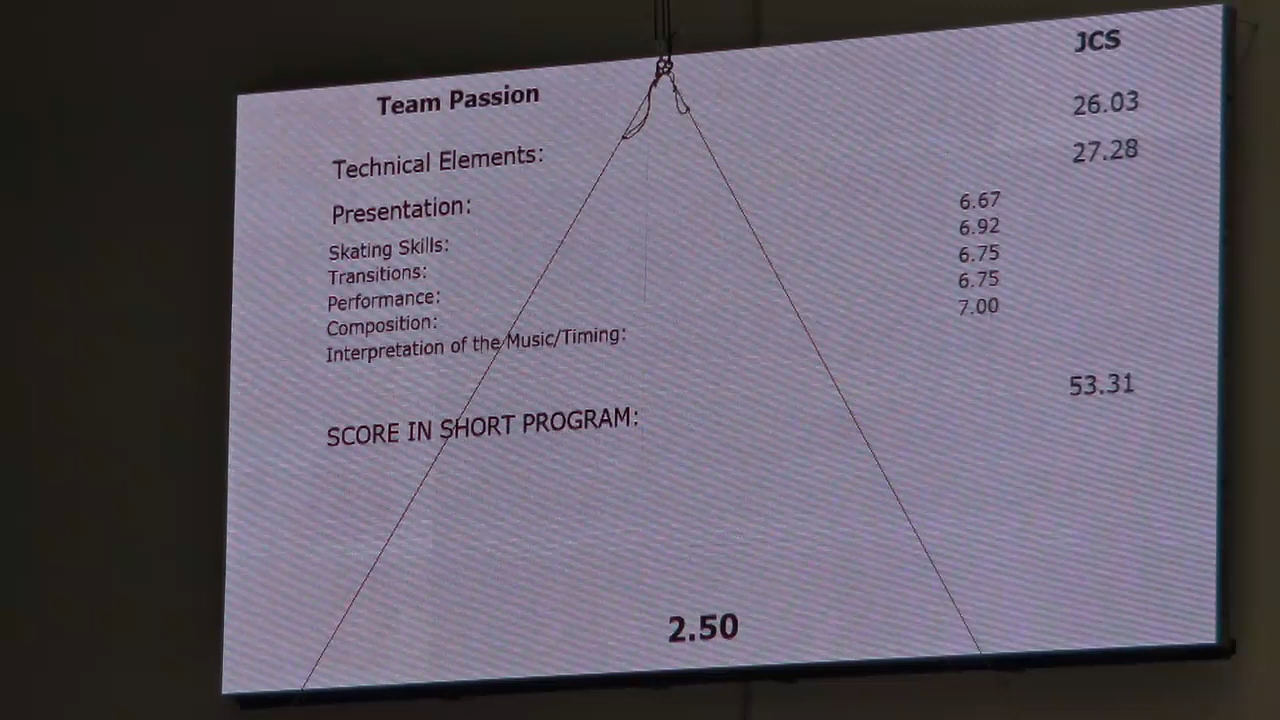 JCS
Team Passion
Technical Elements: 26.03
Presentation: 27.28
Skating Skills: 6.67
Transitions: 6.92
Performance: 6.75
Composition: 6.75
Interpretation of the Music/Timing: 7.00
SCORE IN SHORT PROGRAM: 53.31
2.50